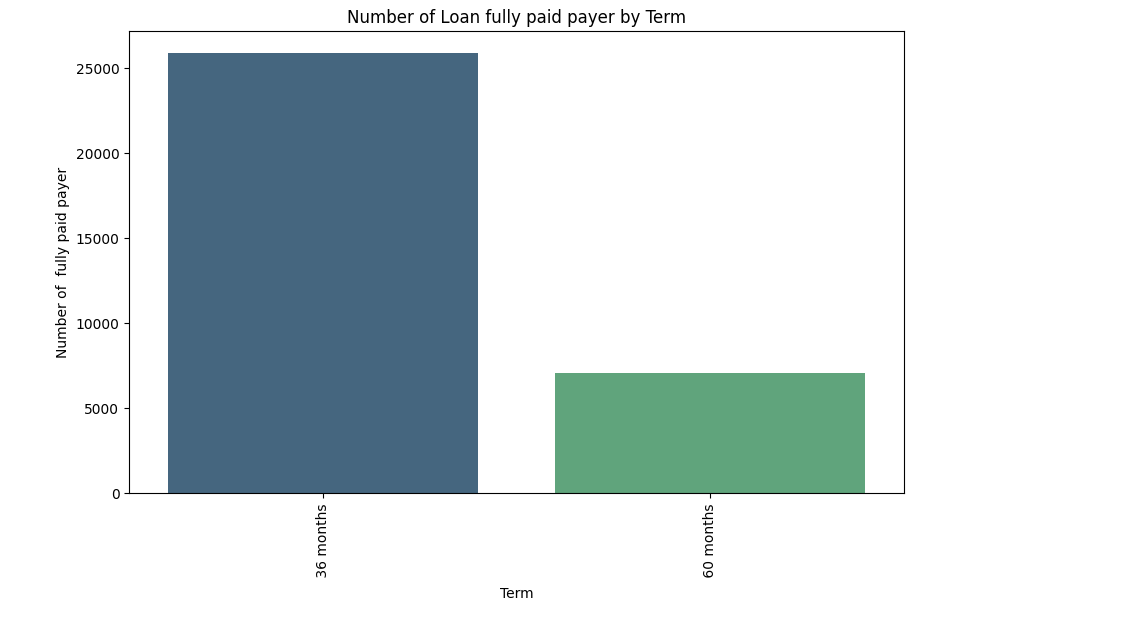 Number of Loan fully paid payer by Term
Number of  fully paid payer
25000
20000
15000
10000
5000
0
36 months
60 months
Term